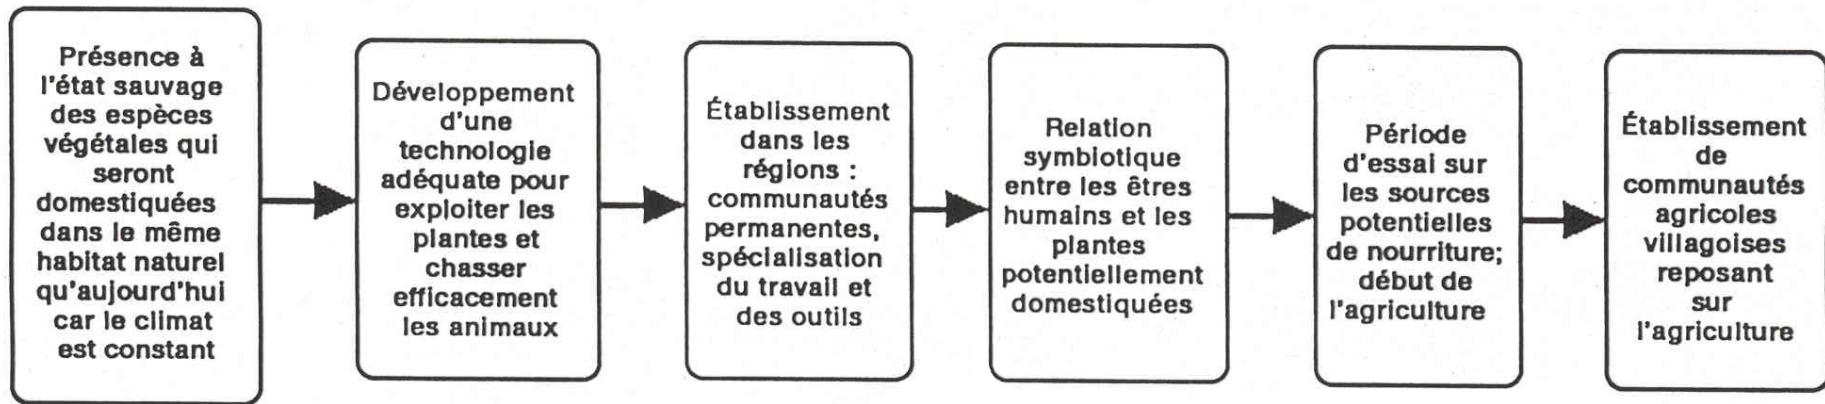 Présence à
l'état sauvage
des espèces
végétales qui
seront
domestiquées
dans le même
habitat naturel
qu'aujourd'hui
car le climat
est constant
Développement
d'une
technologie
adéquate pour
exploiter les
plantes et
chasser
efficacement
les animaux
Établissement
dans les
régions :
communautés
permanentes,
spécialisation
du travail et
des outils
Relation
symbiotique
entre les êtres
humains et les
plantes
potentiellement
domestiquées
Période
d'essai sur
les sources
potentielles
de nourriture;
début de
l'agriculture
Établissement
de
communautés
agricoles
villagoises
reposant
sur
l'agriculture